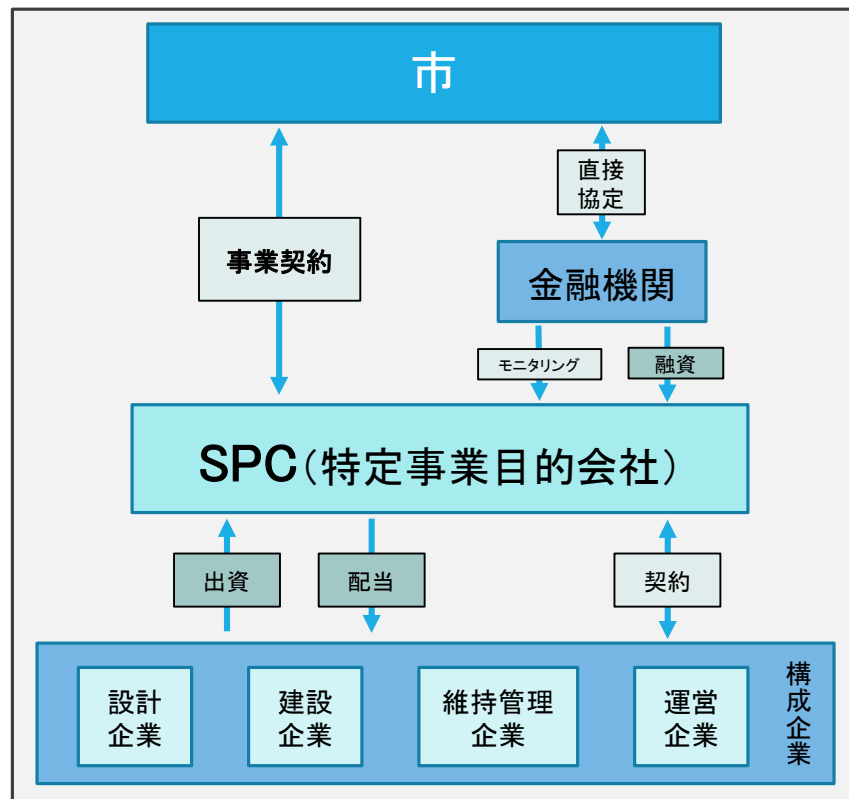 市
直接
協定
事業契約
金融機関
モニタリング
融資
SPC(特定事業目的会社)
出資
配当
契約
設計
企業
建設
企業
維持管理
企業
運営
企業
構成企業